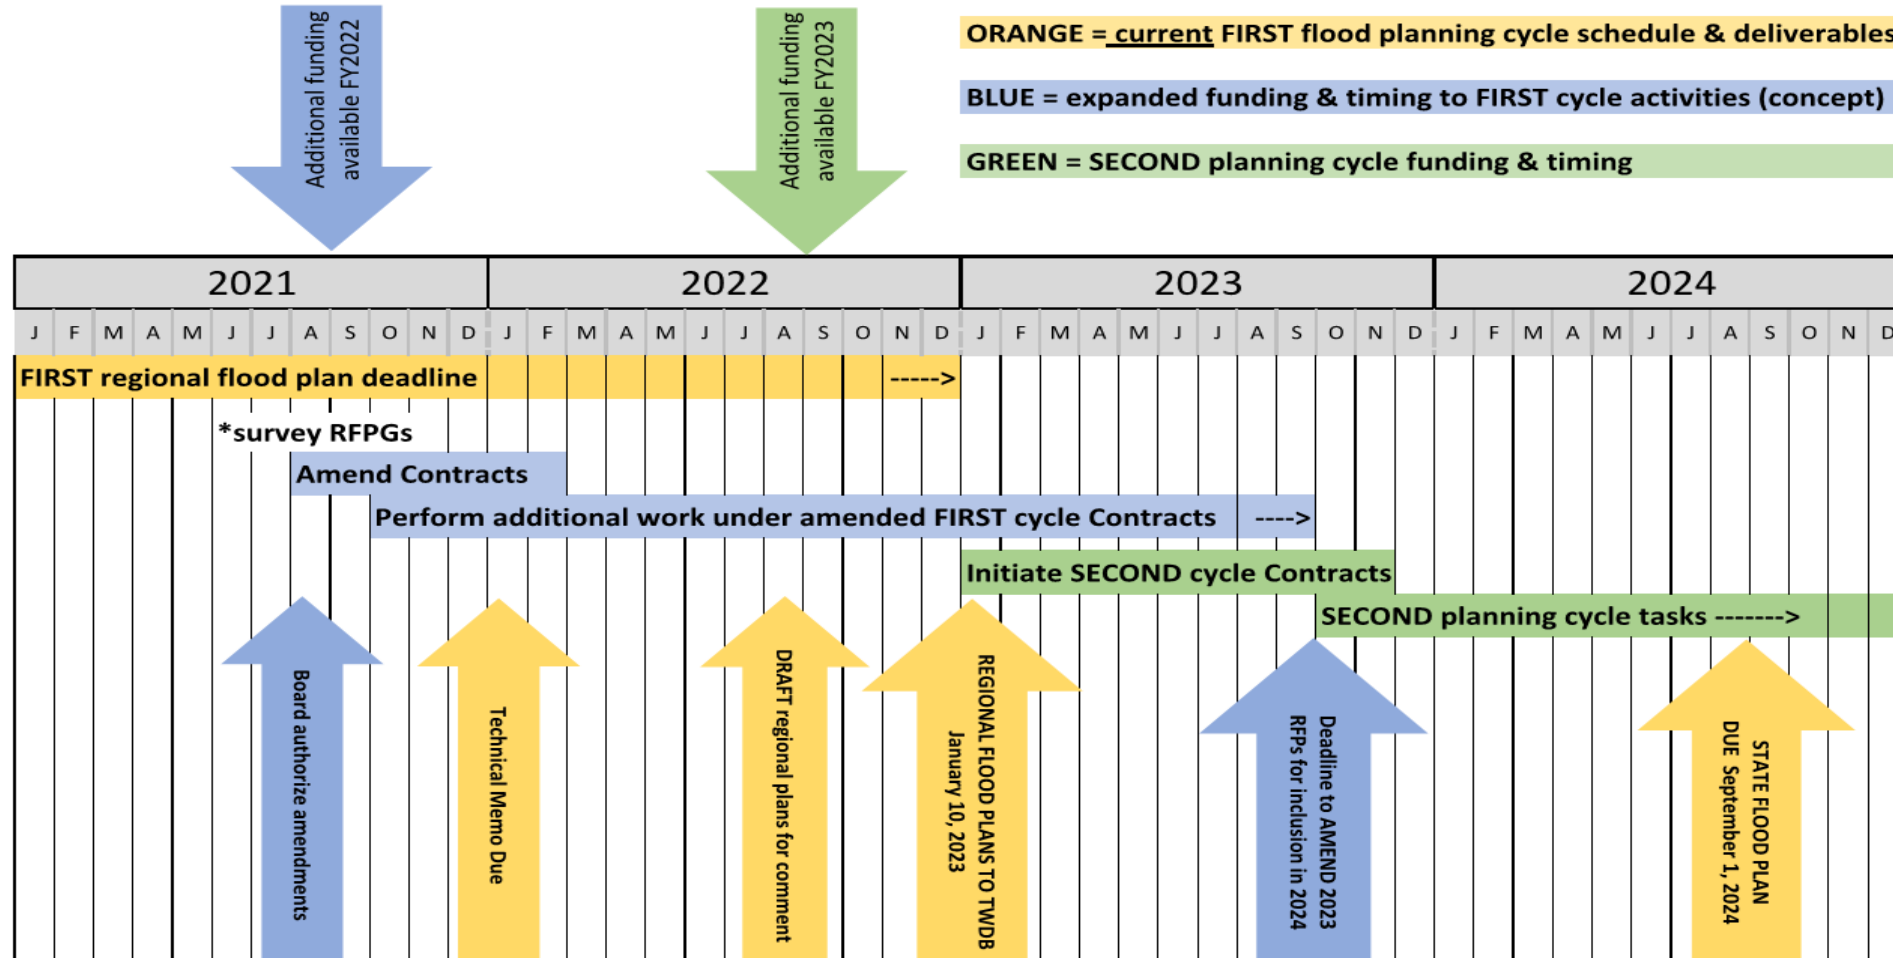 Additional funding
available FY2022
Additional funding
available FY2023
ORANGE = current FIRST flood planning cycle schedule & deliverables
BLUE = expanded funding & timing to FIRST cycle activities (concept)
GREEN = SECOND planning cycle funding & timing
2021 2022 2023 2024
J F M A M J J A S O N D J F M A M J J A S O N D J F M A M J J A S O N D J F M A M J J A S O N D
FIRST regional flood plan deadline ----->
*survey RFPGs
Amend Contracts
Perform additional work under amended FIRST cycle Contracts ---->
Initiate SECOND cycle Contracts
SECOND planning cycle tasks ------->
Board authorize amendments
Technical Memo Due
DRAFT regional plans for comment
REGIONAL FLOOD PLANS TO TWDB
January 10, 2023
Deadline to AMEND 2023
RFPs for inclusion in 2024
STATE FLOOD PLAN
DUE September 1, 2024